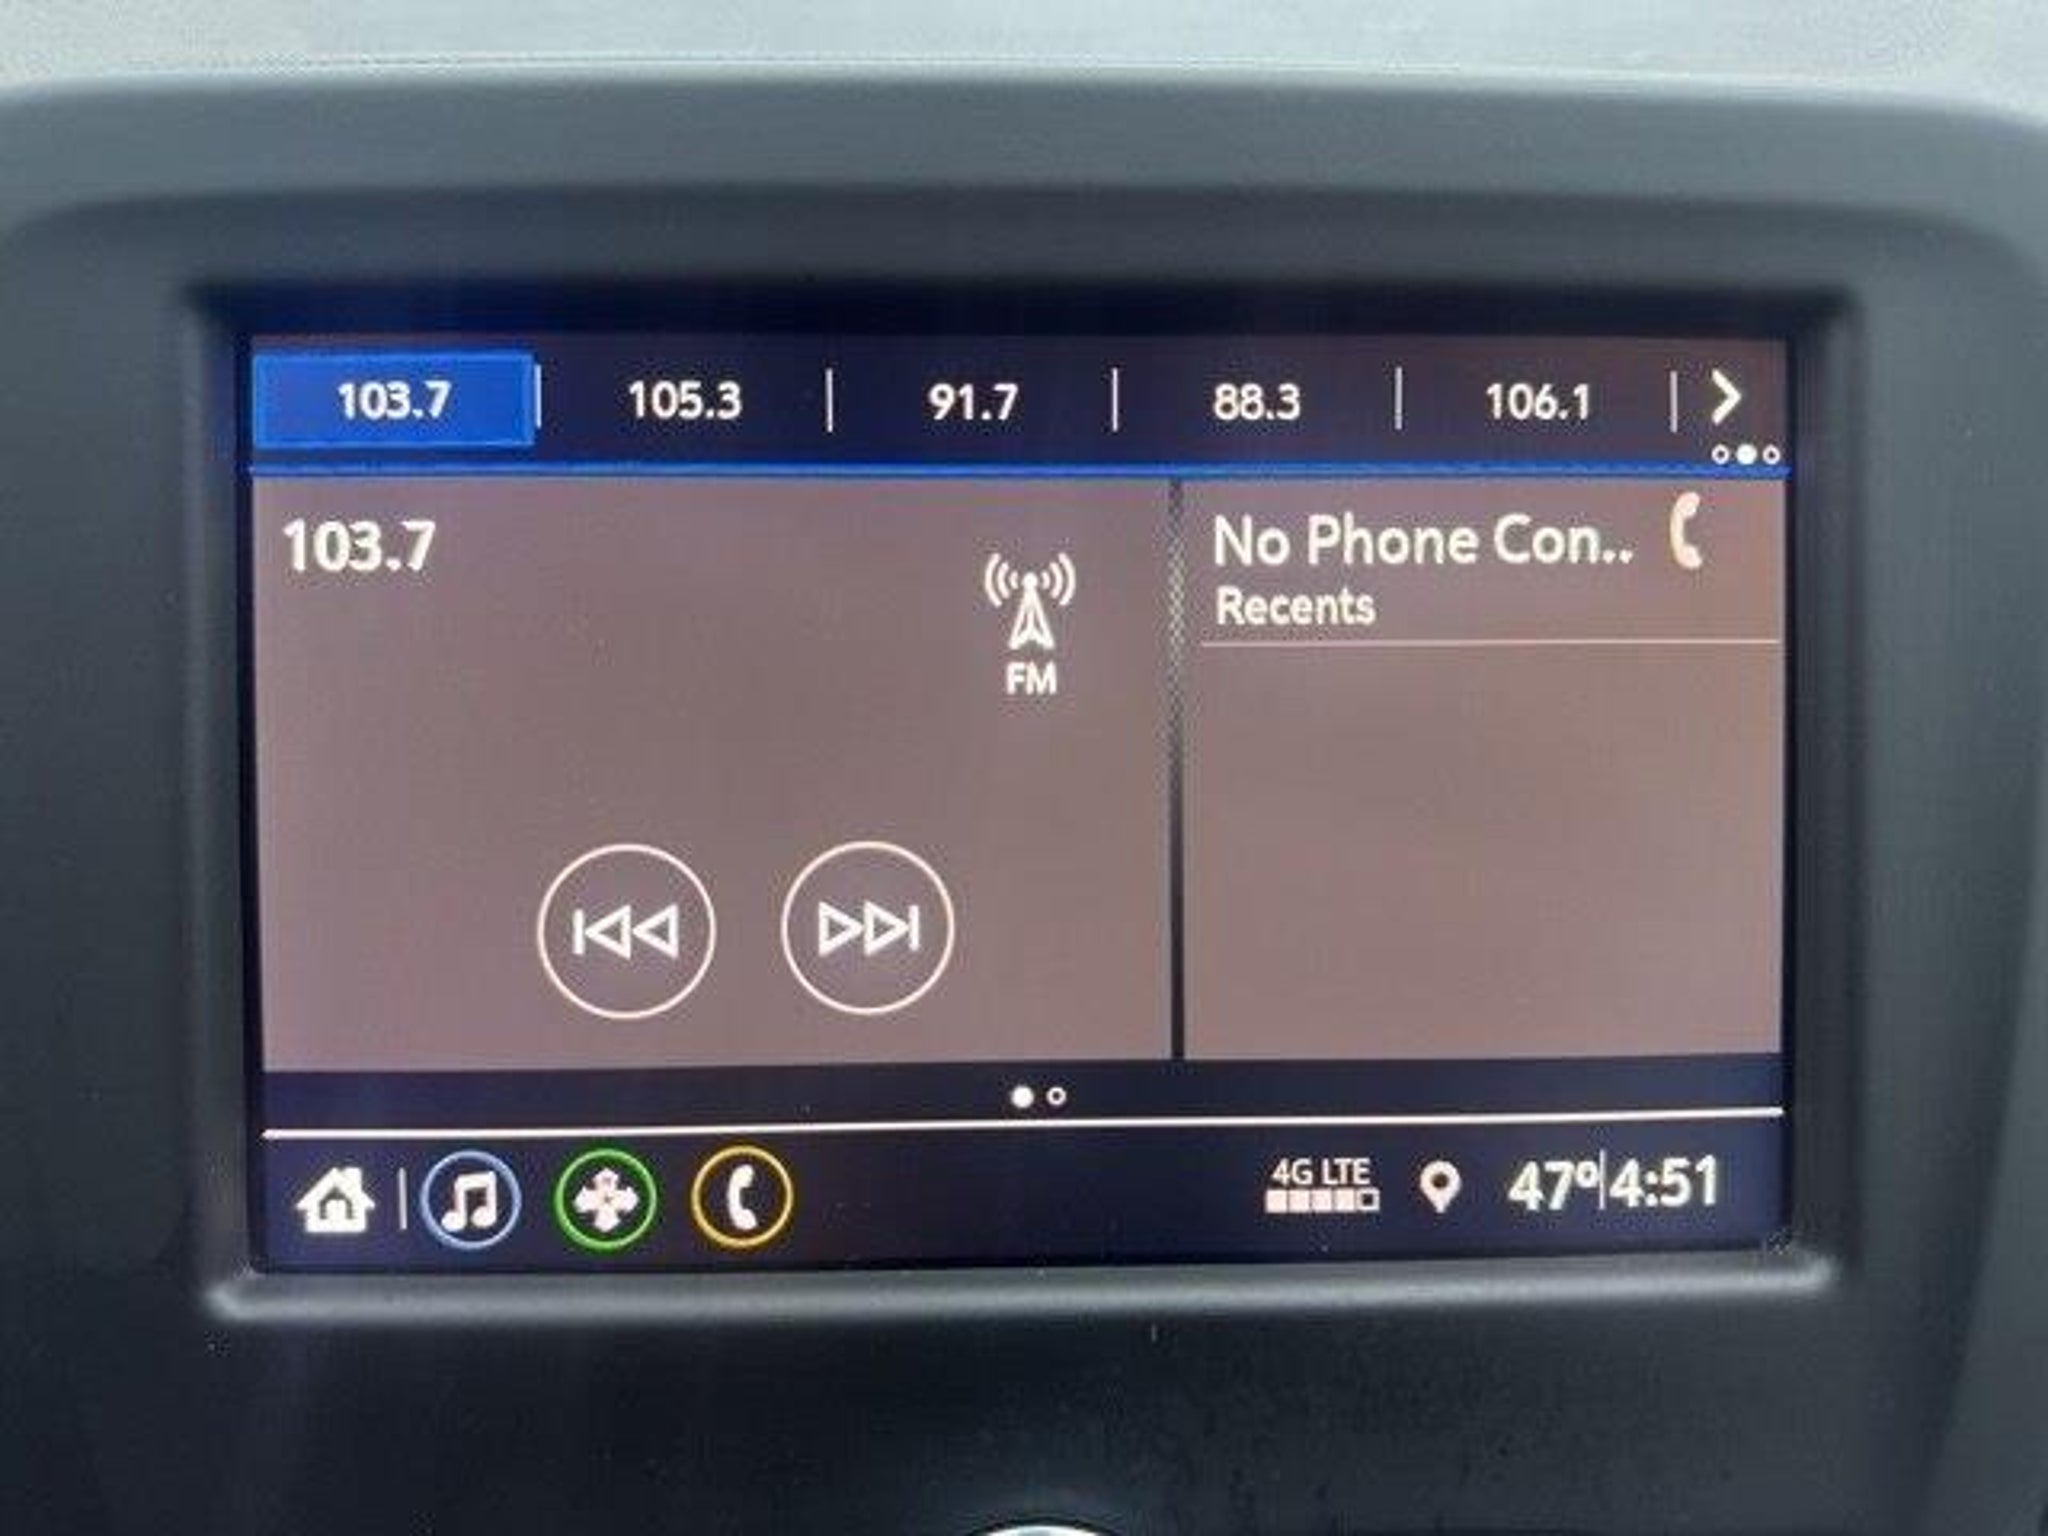 103.7 105.3 91.7 88.3 106.1
103.7
FM
No Phone Con..
Recents
4G LTE
47° 4:51